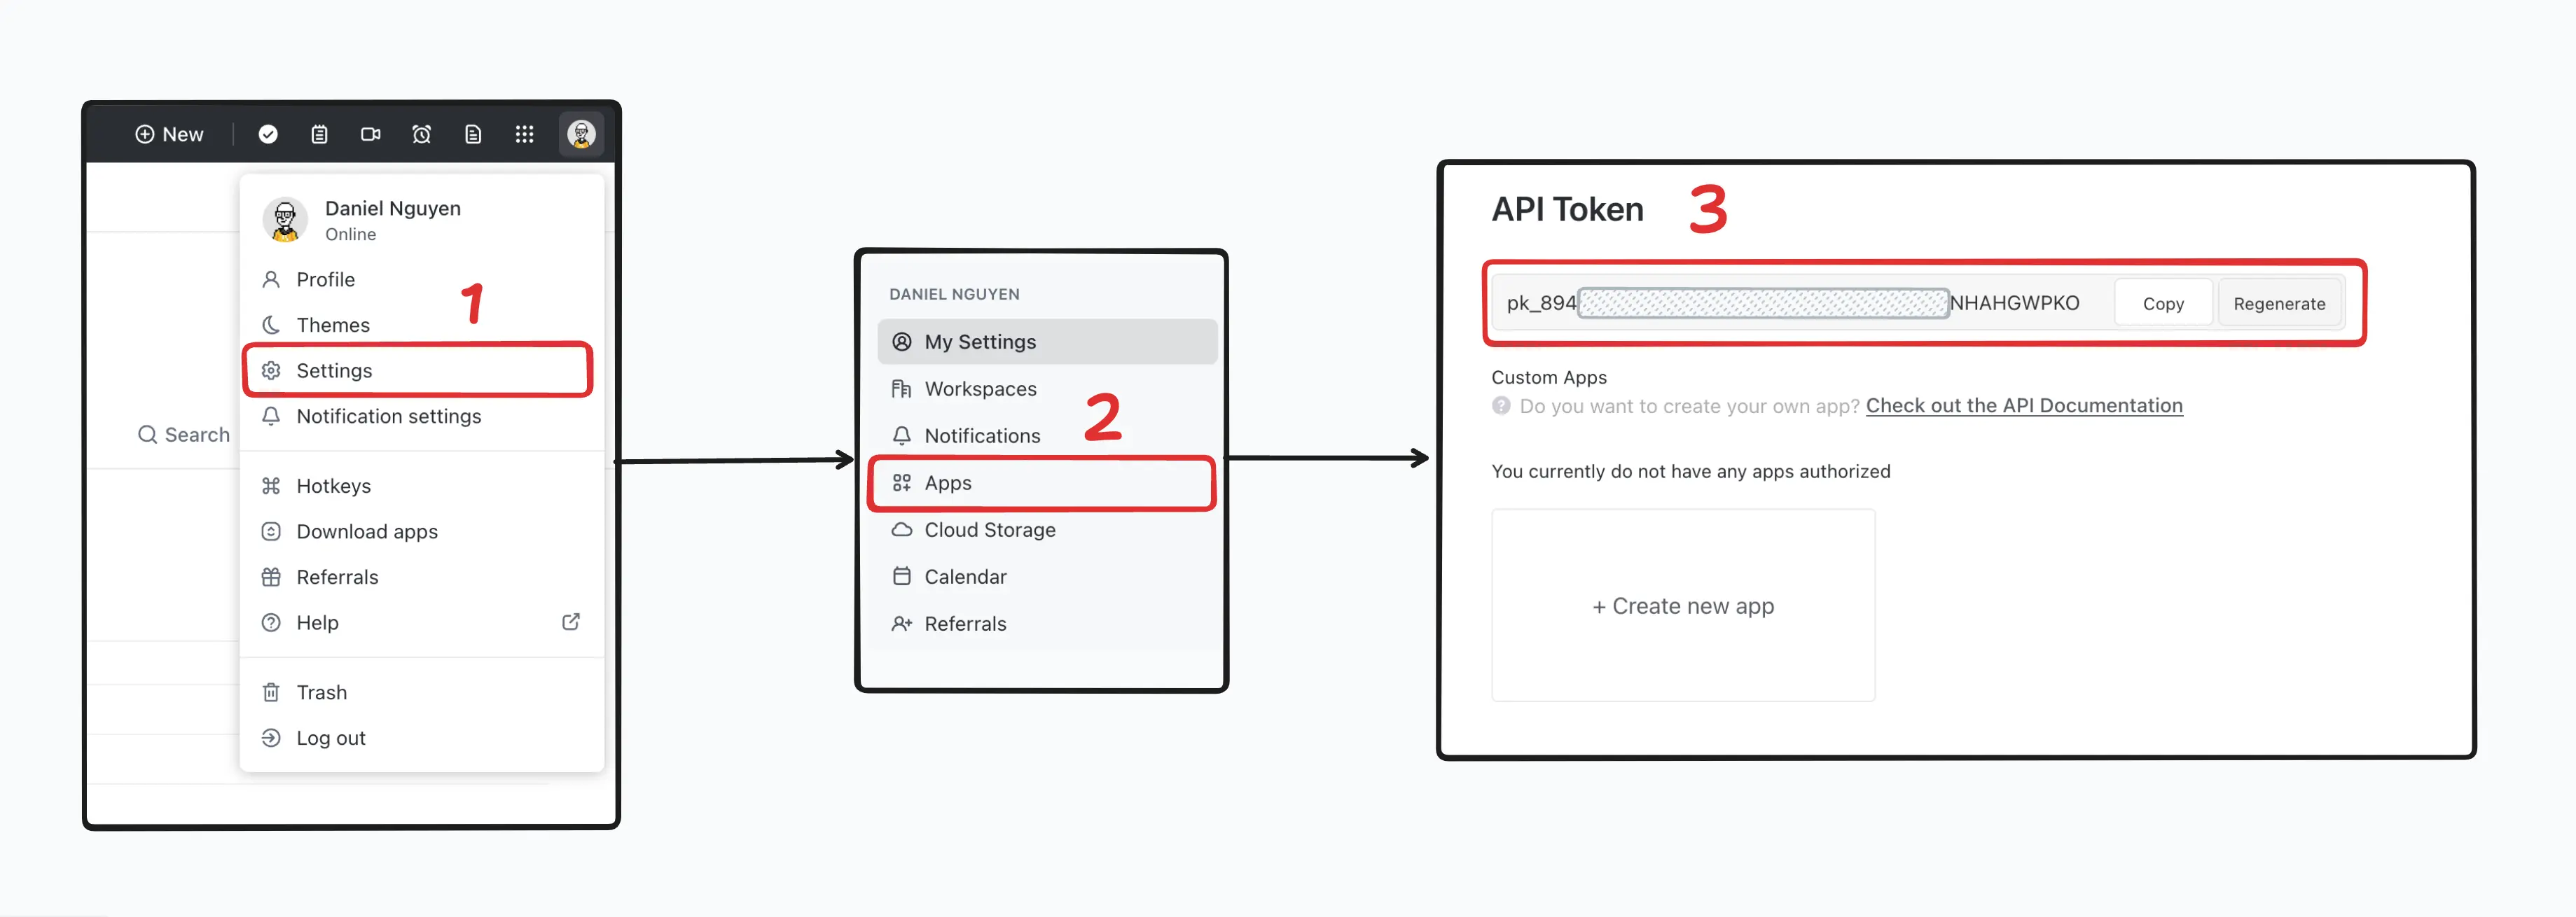 New
Daniel Nguyen
Online
Profile
1
Themes
Settings
Notification settings
Search
Hotkeys
Download apps
Referrals
Help
Trash
Log out
DANIEL NGUYEN
My Settings
Workspaces
2
Notifications
Apps
Cloud Storage
Calendar
Referrals
API Token 3
pk_894 NHAHGWPKO Copy Regenerate
Custom Apps
? Do you want to create your own app? Check out the API Documentation
You currently do not have any apps authorized
+ Create new app